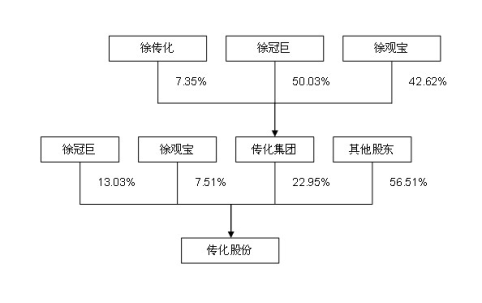 徐传化 徐冠巨 徐观宝
7.35% 50.03% 42.62%
徐冠巨 徐观宝 传化集团 其他股东
13.03% 7.51% 22.95% 56.51%
传化股份